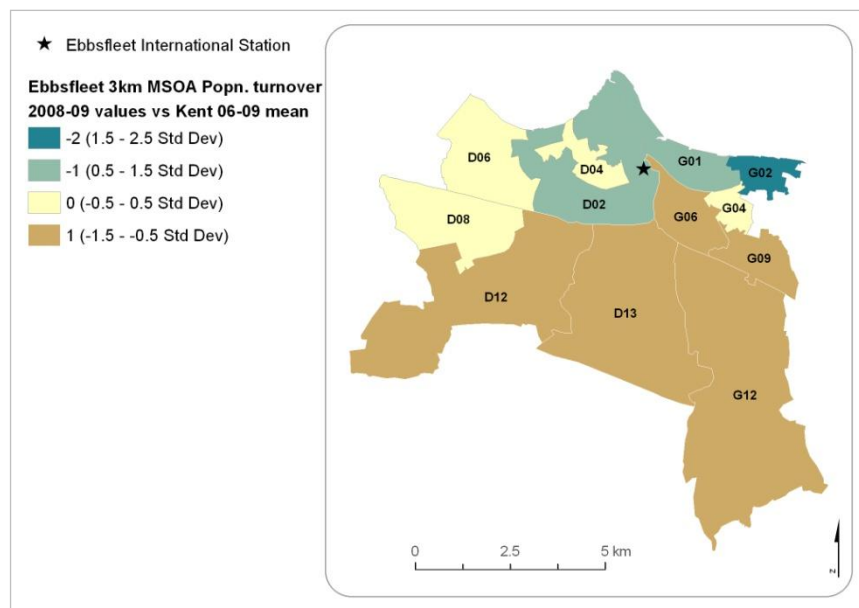 Ebbsfleet International Station
Ebbsfleet 3km MSOA Popn. turnover
2008-09 values vs Kent 06-09 mean
-2 (1.5 - 2.5 Std Dev)
-1 (0.5 - 1.5 Std Dev)
0 (-0.5 - 0.5 Std Dev)
1 (-1.5 - -0.5 Std Dev)
D06
D04
G01
G02
D02
G04
G06
D08
G09
D12
D13
G12
0 2.5 5 km
N